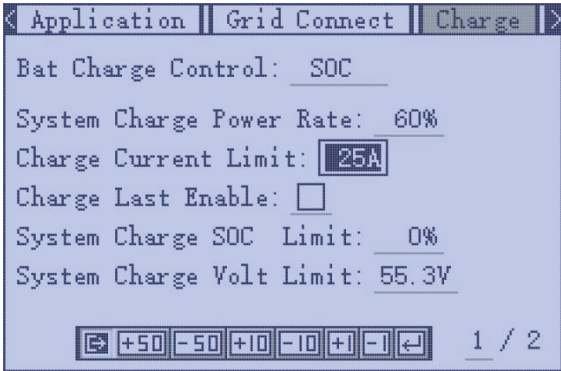 Application Grid Connect Charge
Bat Charge Control: SOC
System Charge Power Rate: 60%
Charge Current Limit: 25A
Charge Last Enable:
System Charge SOC Limit: 0%
System Charge Volt Limit: 55.3V
+50 -50 +10 -10 +1 -1 1 / 2